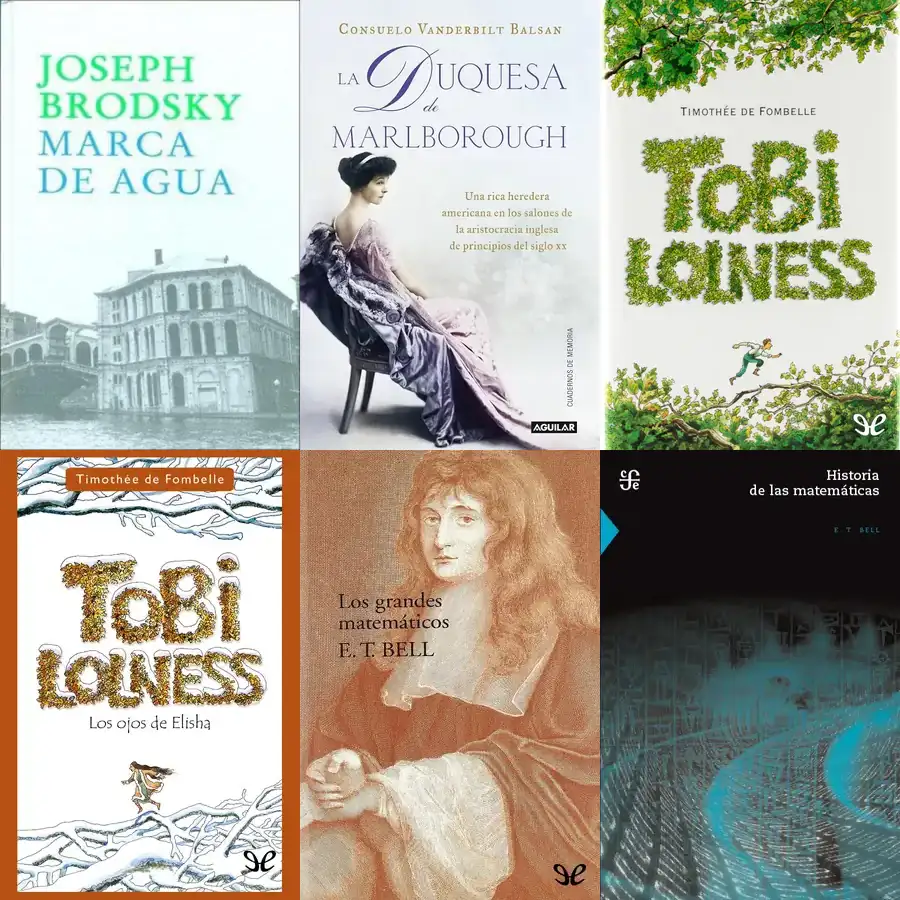 JOSEPH
BRODSKY
MARCA
DE AGUA
CONSUELO VANDERBILT BALSAN
LA DUQUESA
de
MARLBOROUGH
Una rica heredera
americana en los salones de
la aristocracia inglesa
de principios del siglo XX
CUADERNOS DE MEMORIA
AGUILAR
TIMOTHÉE DE FOMBELLE
TOBi
LOLNESS
Timothée de Fombelle
TOBi
LOLNESS
Los ojos de Elisha
Los grandes
matemáticos
E. T. BELL
cfe
Historia
de las matemáticas
E. T. BELL